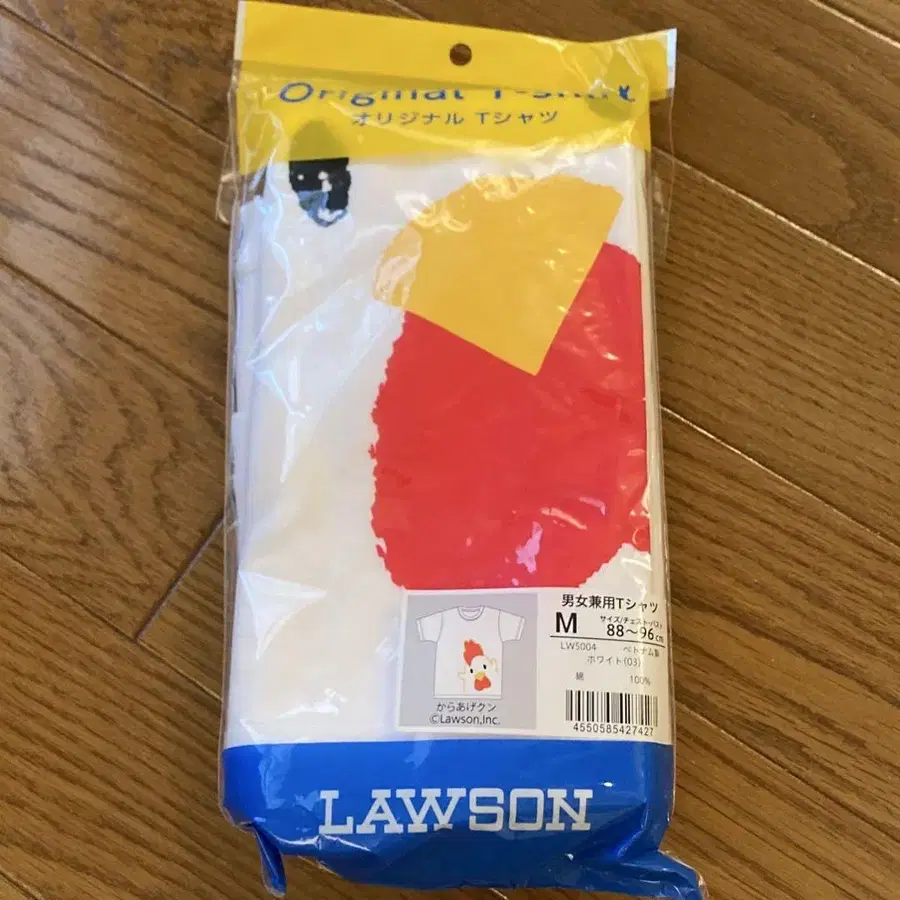 Original T-shirt
オリジナル Tシャツ
男女兼用Tシャツ
M
サイズ/チェスト・バスト
88～96cm
LWS004
ベトナム製
ホワイト(03)
綿 100%
からあげクン
©Lawson,Inc.
4550585427427
LAWSON